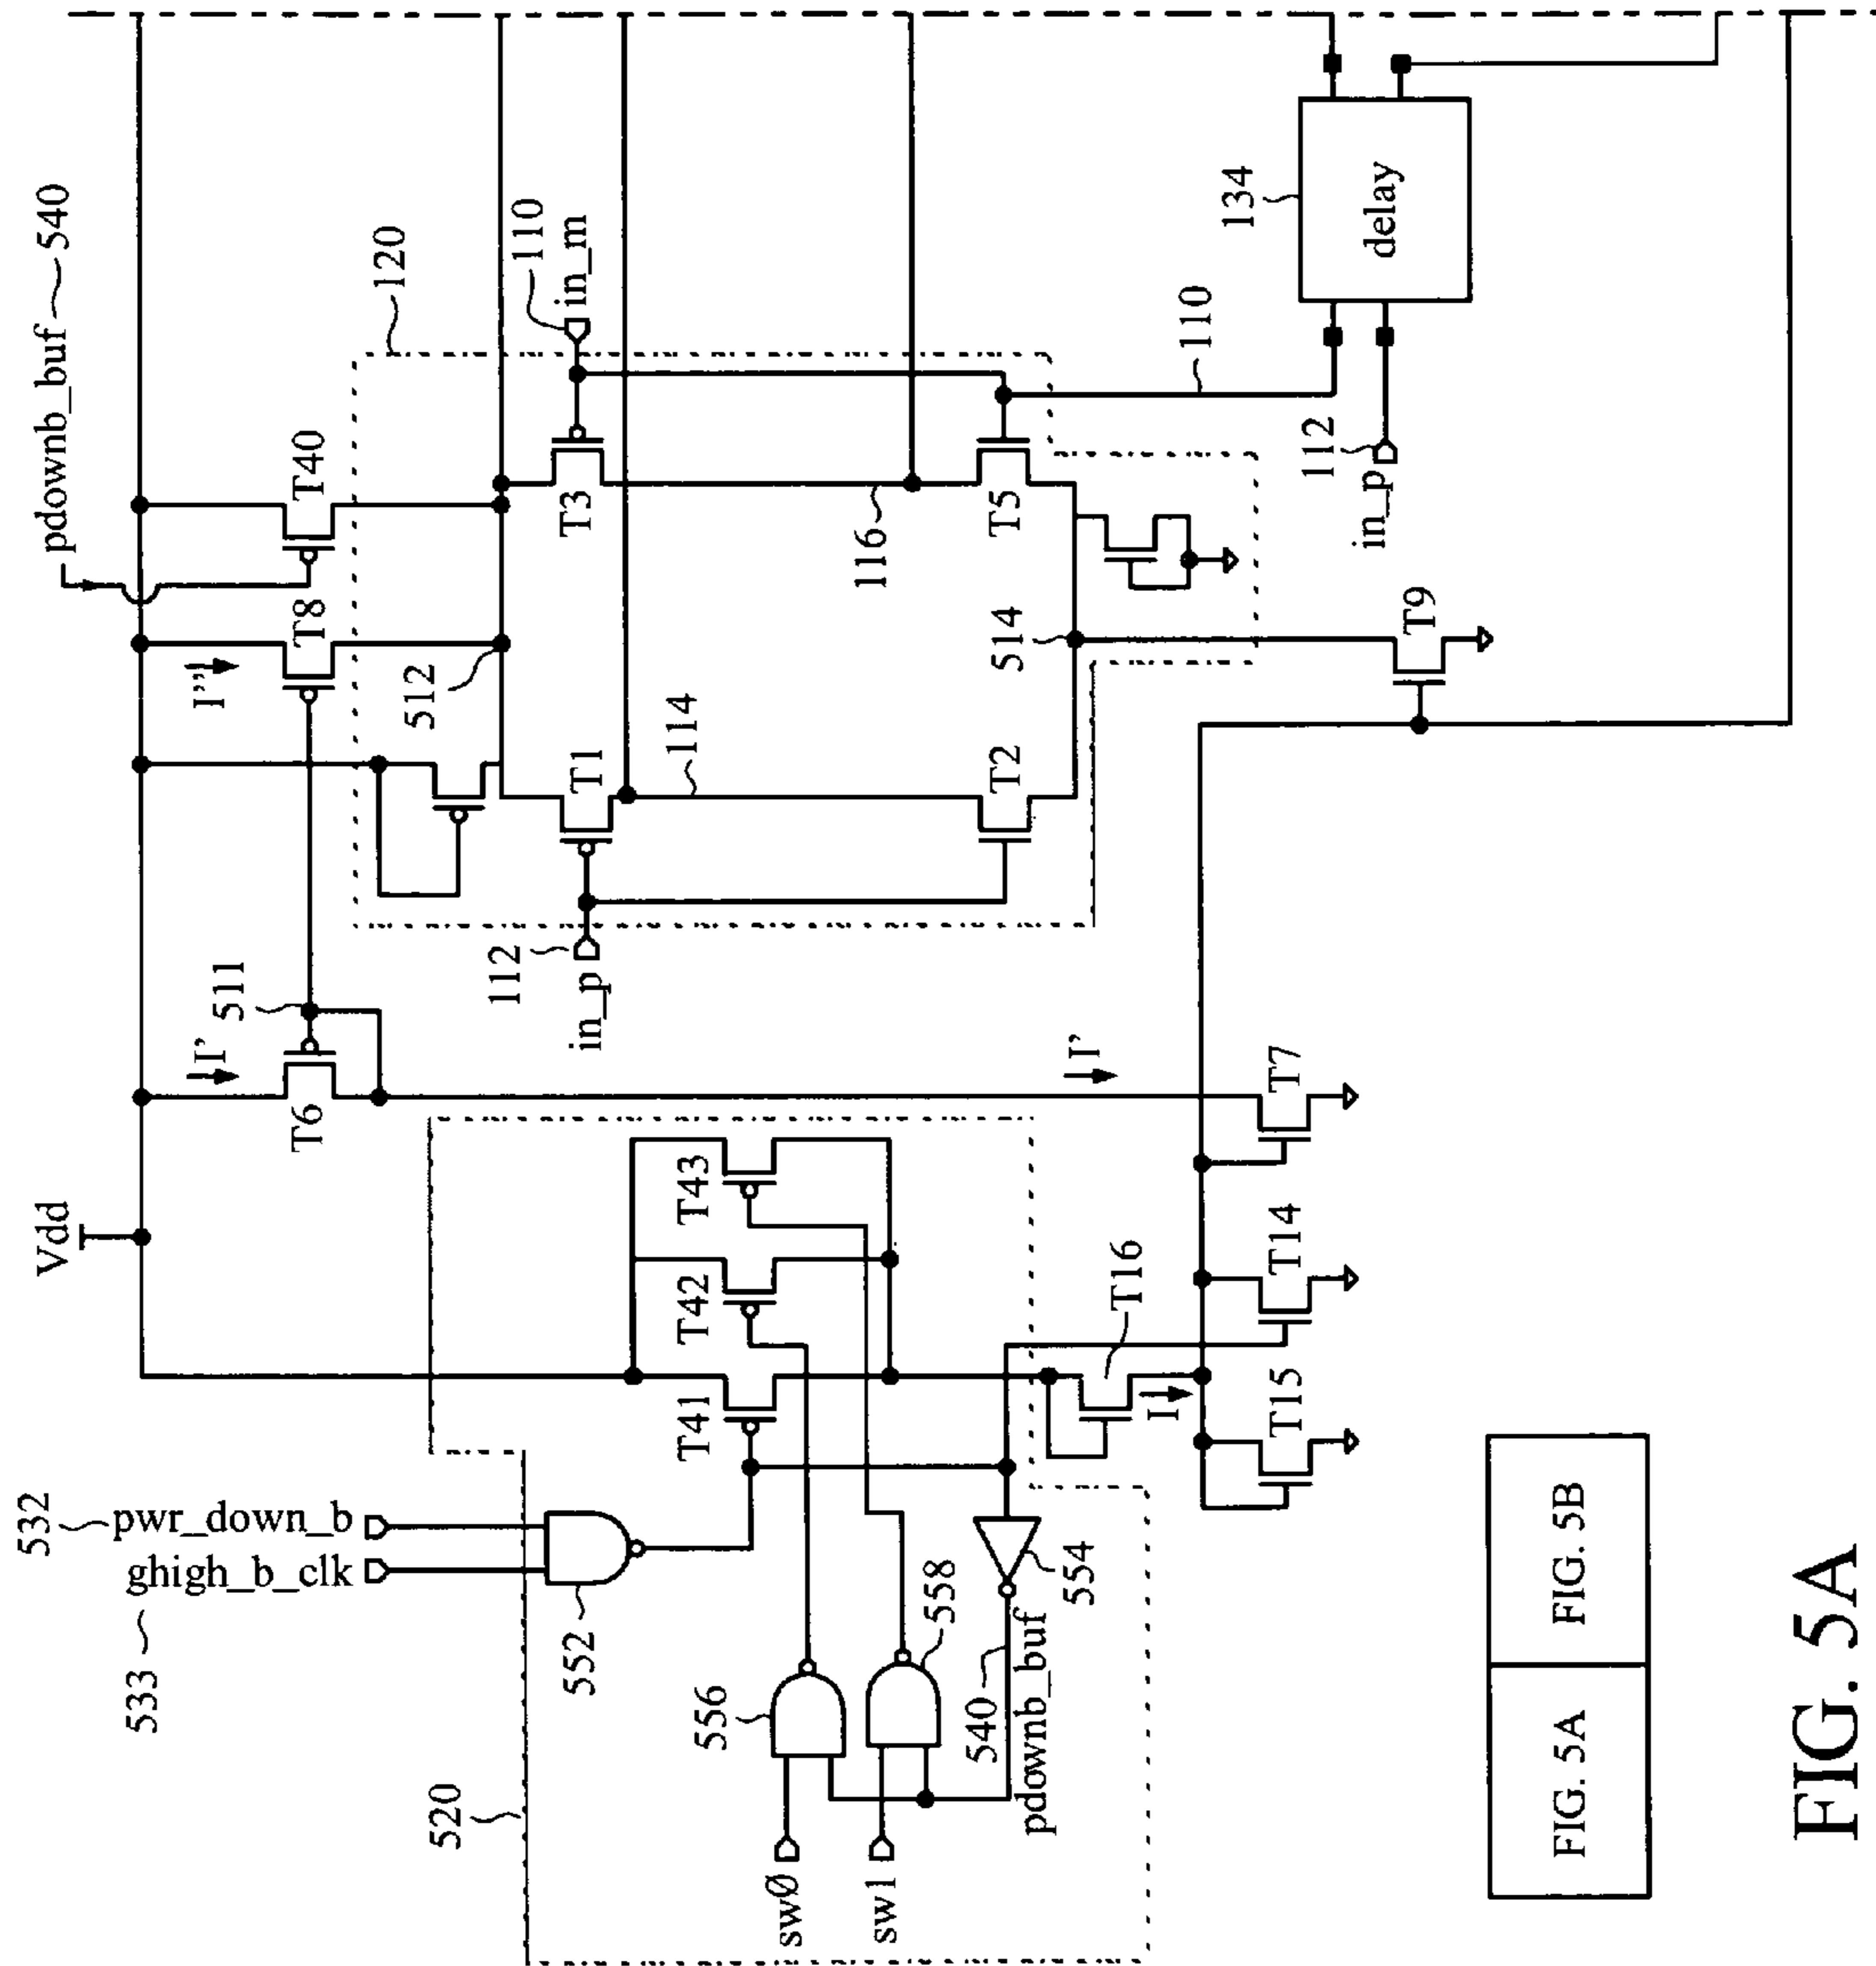 pdownb_buf 540
Vdd
I'
511
T6
I"
T8
T40
120
512
110
in_m
532
pwr_down_b
ghigh_b_clk
533
552
T41
T42
T43
112
in_p
T1
T3
114
116
T2
T5
514
110
112
in_p
134
delay
520
swØ
sw1
556
558
540
pdownb_buf
554
T16
I
I'
T15
T14
T7
T9
FIG. 5A
FIG. 5B
FIG. 5A